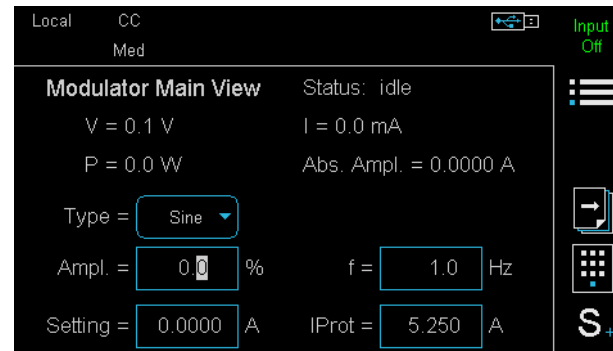 Local CC
Input
Off
Med
Modulator Main View Status: idle
V = 0.1 V I = 0.0 mA
P = 0.0 W Abs. Ampl. = 0.0000 A
Type = Sine
Ampl. = 0.0 % f = 1.0 Hz
Setting = 0.0000 A IProt = 5.250 A
S+